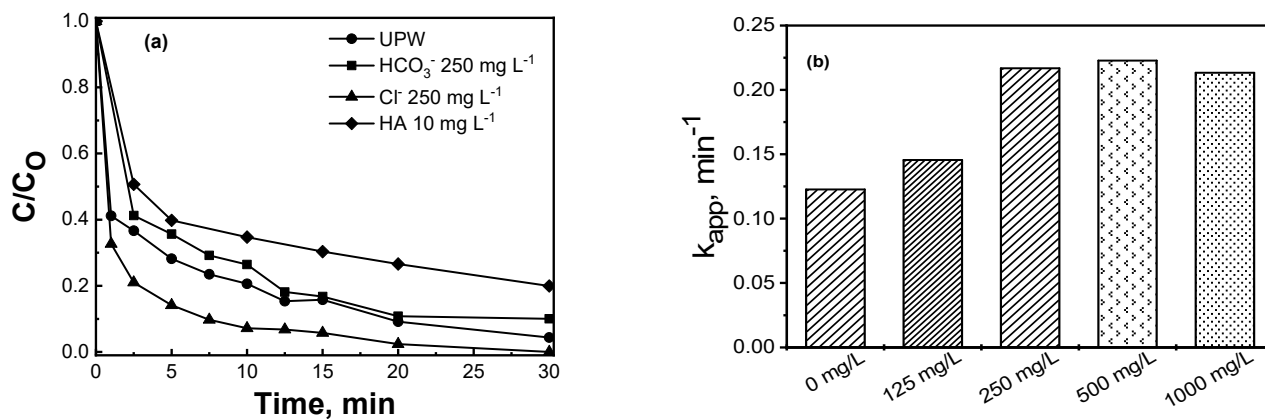 (a)
UPW
HCO₃⁻ 250 mg L⁻¹
Cl⁻ 250 mg L⁻¹
HA 10 mg L⁻¹
1.0
0.8
0.6
0.4
0.2
0.0
C/C_O
0 5 10 15 20 25 30
Time, min
(b)
0.25
0.20
0.15
0.10
0.05
0.00
k_app, min⁻¹
0 mg/L
125 mg/L
250 mg/L
500 mg/L
1000 mg/L